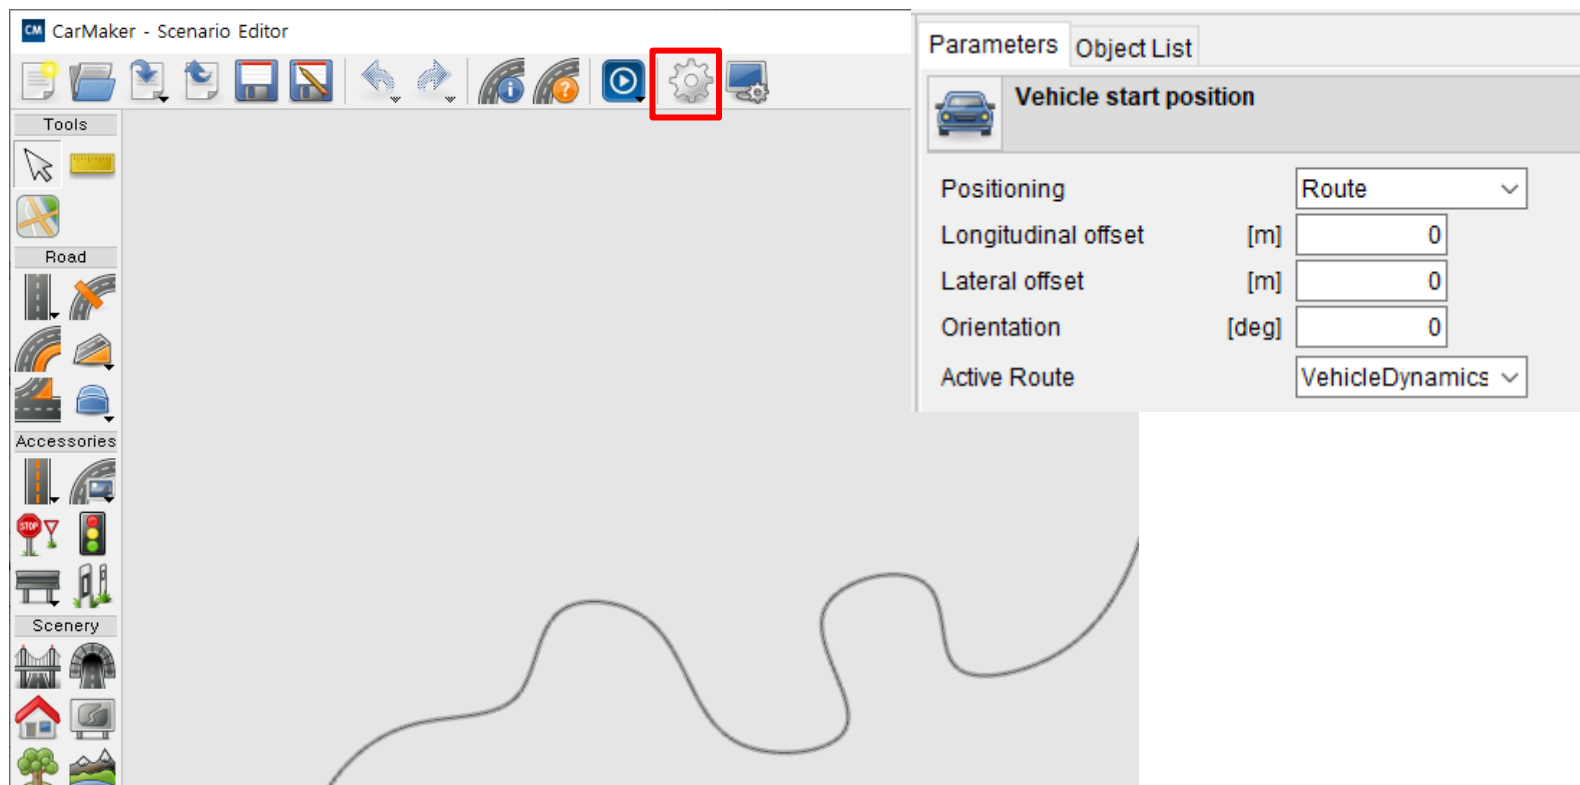 CM CarMaker - Scenario Editor
Tools
Road
Accessories
STOP
Scenery
Parameters Object List
Vehicle start position
Positioning Route
Longitudinal offset [m] 0
Lateral offset [m] 0
Orientation [deg] 0
Active Route VehicleDynamics